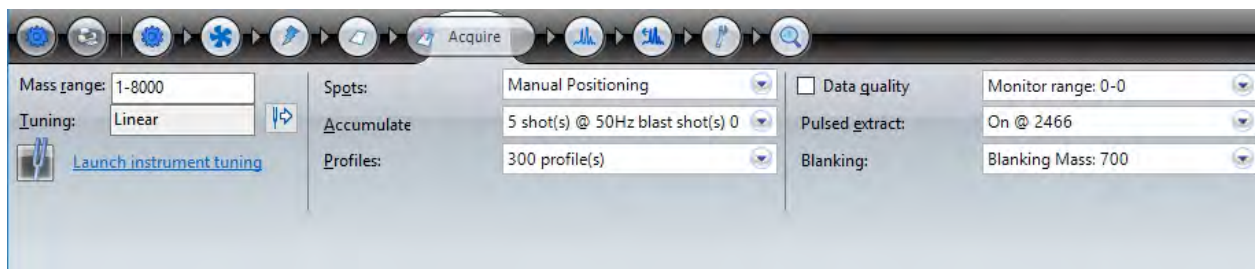 Acquire
Mass range: 1-8000
Tuning: Linear
Launch instrument tuning
Spots: Manual Positioning
Accumulate 5 shot(s) @ 50Hz blast shot(s) 0
Profiles: 300 profile(s)
Data quality Monitor range: 0-0
Pulsed extract: On @ 2466
Blanking: Blanking Mass: 700